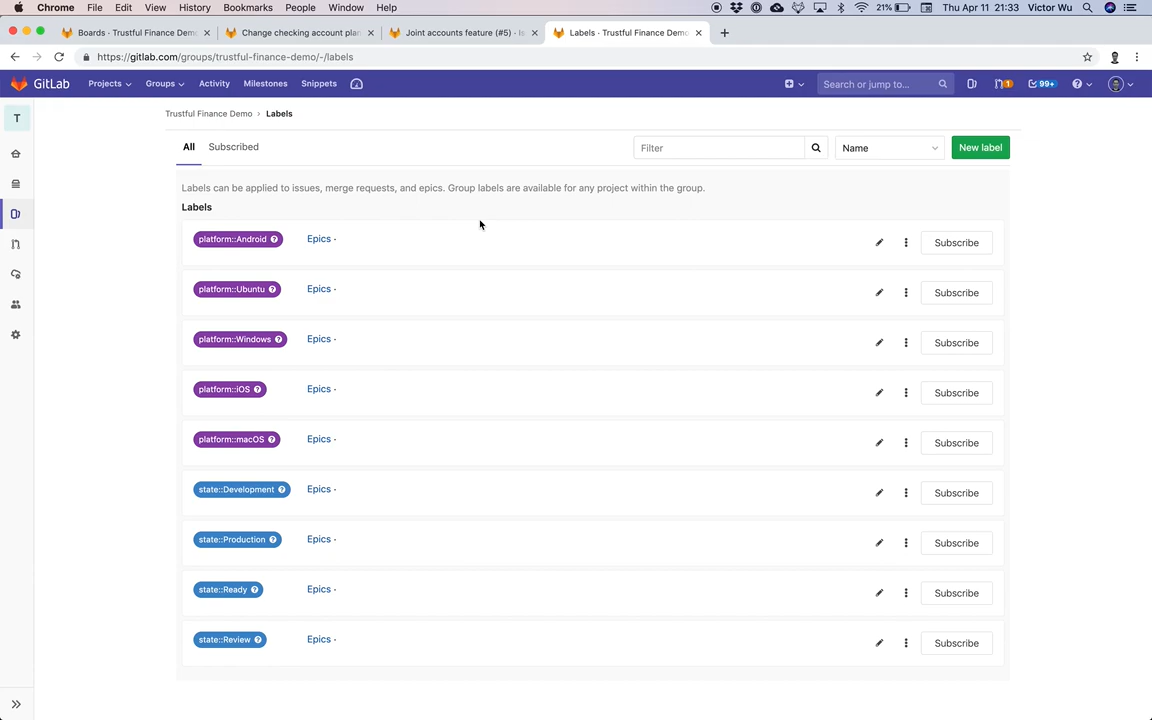 Chrome File Edit View History Bookmarks People Window Help 21% Thu Apr 11 21:33 Victor Wu
Boards · Trustful Finance Demo Change checking account plan Joint accounts feature (#5) · Is Labels · Trustful Finance Demo
https://gitlab.com/groups/trustful-finance-demo/-/labels
GitLab Projects Groups Activity Milestones Snippets Search or jump to... 1 99+
T
Trustful Finance Demo › Labels
All Subscribed Filter Name New label
Labels can be applied to issues, merge requests, and epics. Group labels are available for any project within the group.
Labels
platform::Android Epics · Subscribe
platform::Ubuntu Epics · Subscribe
platform::Windows Epics · Subscribe
platform::iOS Epics · Subscribe
platform::macOS Epics · Subscribe
state::Development Epics · Subscribe
state::Production Epics · Subscribe
state::Ready Epics · Subscribe
state::Review Epics · Subscribe